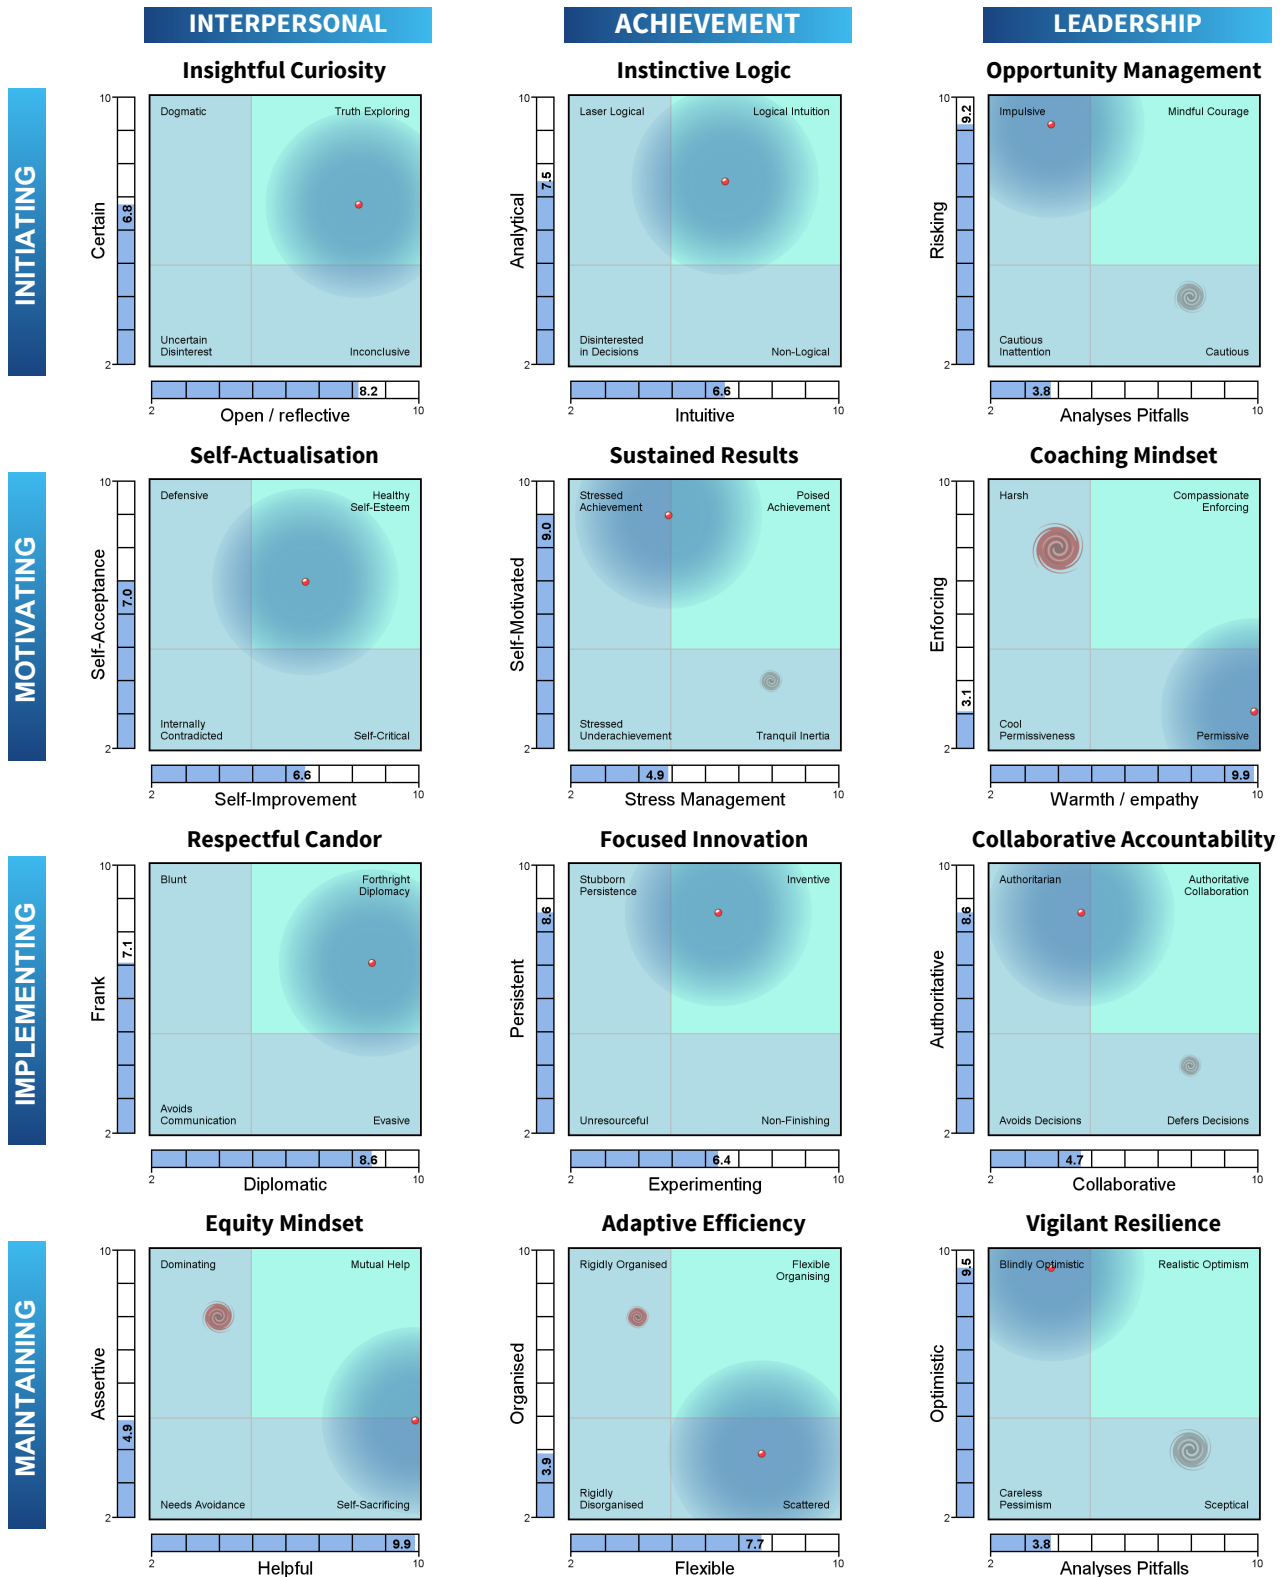 INTERPERSONAL
ACHIEVEMENT
LEADERSHIP
INITIATING
Insightful Curiosity
10
Dogmatic
Truth Exploring
Certain
6.8
Uncertain
Disinterest
Inconclusive
2
8.2
2
10
Open / reflective
Instinctive Logic
10
Laser Logical
Logical Intuition
Analytical
7.5
Disinterested
in Decisions
Non-Logical
2
6.6
2
10
Intuitive
Opportunity Management
10
9.2
Impulsive
Mindful Courage
Risking
Cautious
Inattention
Cautious
2
3.8
2
10
Analyses Pitfalls
MOTIVATING
Self-Actualisation
10
Defensive
Healthy
Self-Esteem
Self-Acceptance
7.0
Internally
Contradicted
Self-Critical
2
6.6
2
10
Self-Improvement
Sustained Results
10
Stressed
Achievement
Poised
Achievement
Self-Motivated
9.0
Stressed
Underachievement
Tranquil Inertia
2
4.9
2
10
Stress Management
Coaching Mindset
10
Harsh
Compassionate
Enforcing
Enforcing
3.1
Cool
Permissiveness
Permissive
2
9.9
2
10
Warmth / empathy
IMPLEMENTING
Respectful Candor
10
Blunt
Forthright
Diplomacy
Frank
7.1
Avoids
Communication
Evasive
2
8.6
2
10
Diplomatic
Focused Innovation
10
Stubborn
Persistence
Inventive
Persistent
8.6
Unresourceful
Non-Finishing
2
6.4
2
10
Experimenting
Collaborative Accountability
10
Authoritarian
Authoritative
Collaboration
Authoritative
8.6
Avoids Decisions
Defers Decisions
2
4.7
2
10
Collaborative
MAINTAINING
Equity Mindset
10
Dominating
Mutual Help
Assertive
4.9
Needs Avoidance
Self-Sacrificing
2
9.9
2
10
Helpful
Adaptive Efficiency
10
Rigidly Organised
Flexible
Organising
Organised
3.9
Rigidly
Disorganised
Scattered
2
7.7
2
10
Flexible
Vigilant Resilience
10
9.5
Blindly Optimistic
Realistic Optimism
Optimistic
Careless
Pessimism
Sceptical
2
3.8
2
10
Analyses Pitfalls